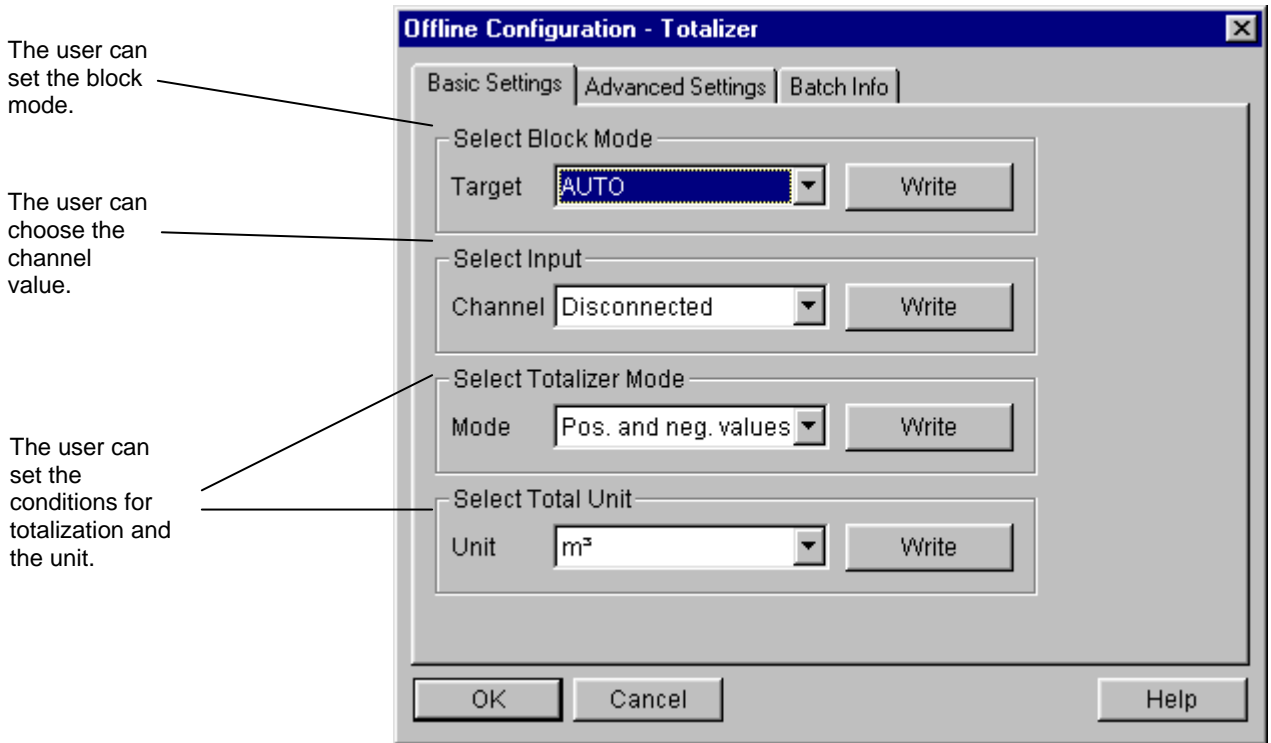 Offline Configuration - Totalizer
The user can
set the block
mode.
Basic Settings Advanced Settings Batch Info
Select Block Mode
Target AUTO Write
The user can
choose the
channel
value.
Select Input
Channel Disconnected Write
Select Totalizer Mode
Mode Pos. and neg. values Write
The user can
set the
conditions for
totalization and
the unit.
Select Total Unit
Unit m³ Write
OK Cancel Help